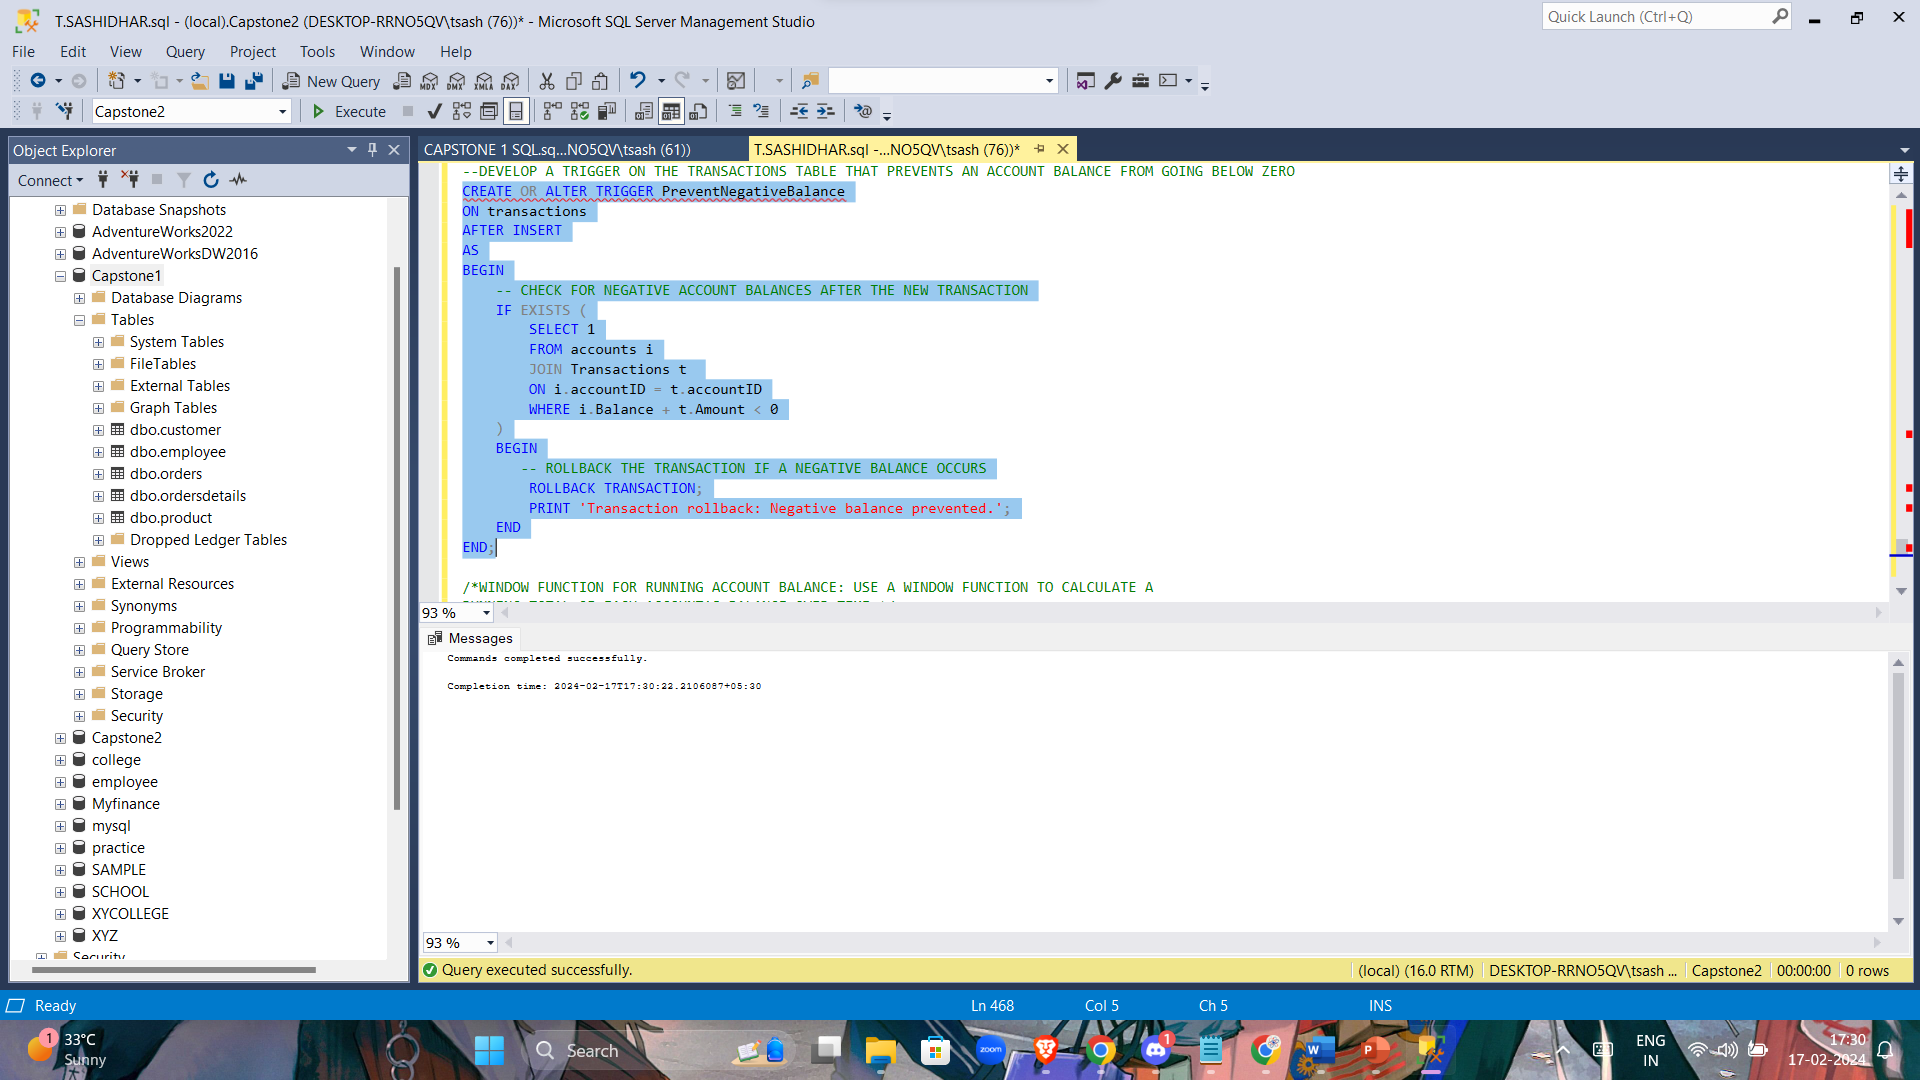 T.SASHIDHAR.sql - (local).Capstone2 (DESKTOP-RRNO5QV\tsash (76))* - Microsoft SQL Server Management Studio
Quick Launch (Ctrl+Q)
File Edit View Query Project Tools Window Help
New Query MDX DMX XMLA DAX
Capstone2 Execute
Object Explorer
Connect
Database Snapshots
AdventureWorks2022
AdventureWorksDW2016
Capstone1
Database Diagrams
Tables
System Tables
FileTables
External Tables
Graph Tables
dbo.customer
dbo.employee
dbo.orders
dbo.ordersdetails
dbo.product
Dropped Ledger Tables
Views
External Resources
Synonyms
Programmability
Query Store
Service Broker
Storage
Security
Capstone2
college
employee
Myfinance
mysql
practice
SAMPLE
SCHOOL
XYCOLLEGE
XYZ
Security
CAPSTONE 1 SQL.sq...NO5QV\tsash (61))
T.SASHIDHAR.sql -...NO5QV\tsash (76))*
--DEVELOP A TRIGGER ON THE TRANSACTIONS TABLE THAT PREVENTS AN ACCOUNT BALANCE FROM GOING BELOW ZERO
CREATE OR ALTER TRIGGER PreventNegativeBalance
ON transactions
AFTER INSERT
AS
BEGIN
-- CHECK FOR NEGATIVE ACCOUNT BALANCES AFTER THE NEW TRANSACTION
IF EXISTS (
SELECT 1
FROM accounts i
JOIN Transactions t
ON i.accountID = t.accountID
WHERE i.Balance + t.Amount < 0
)
BEGIN
-- ROLLBACK THE TRANSACTION IF A NEGATIVE BALANCE OCCURS
ROLLBACK TRANSACTION;
PRINT 'Transaction rollback: Negative balance prevented.';
END
END;
/*WINDOW FUNCTION FOR RUNNING ACCOUNT BALANCE: USE A WINDOW FUNCTION TO CALCULATE A
93 %
Messages
Commands completed successfully.
Completion time: 2024-02-17T17:30:22.2106087+05:30
93 %
Query executed successfully.
(local) (16.0 RTM) DESKTOP-RRNO5QV\tsash ... Capstone2 00:00:00 0 rows
Ready Ln 468 Col 5 Ch 5 INS
1
33°C
Sunny
Search
zoom
1
ENG
IN
17:30
17-02-2024